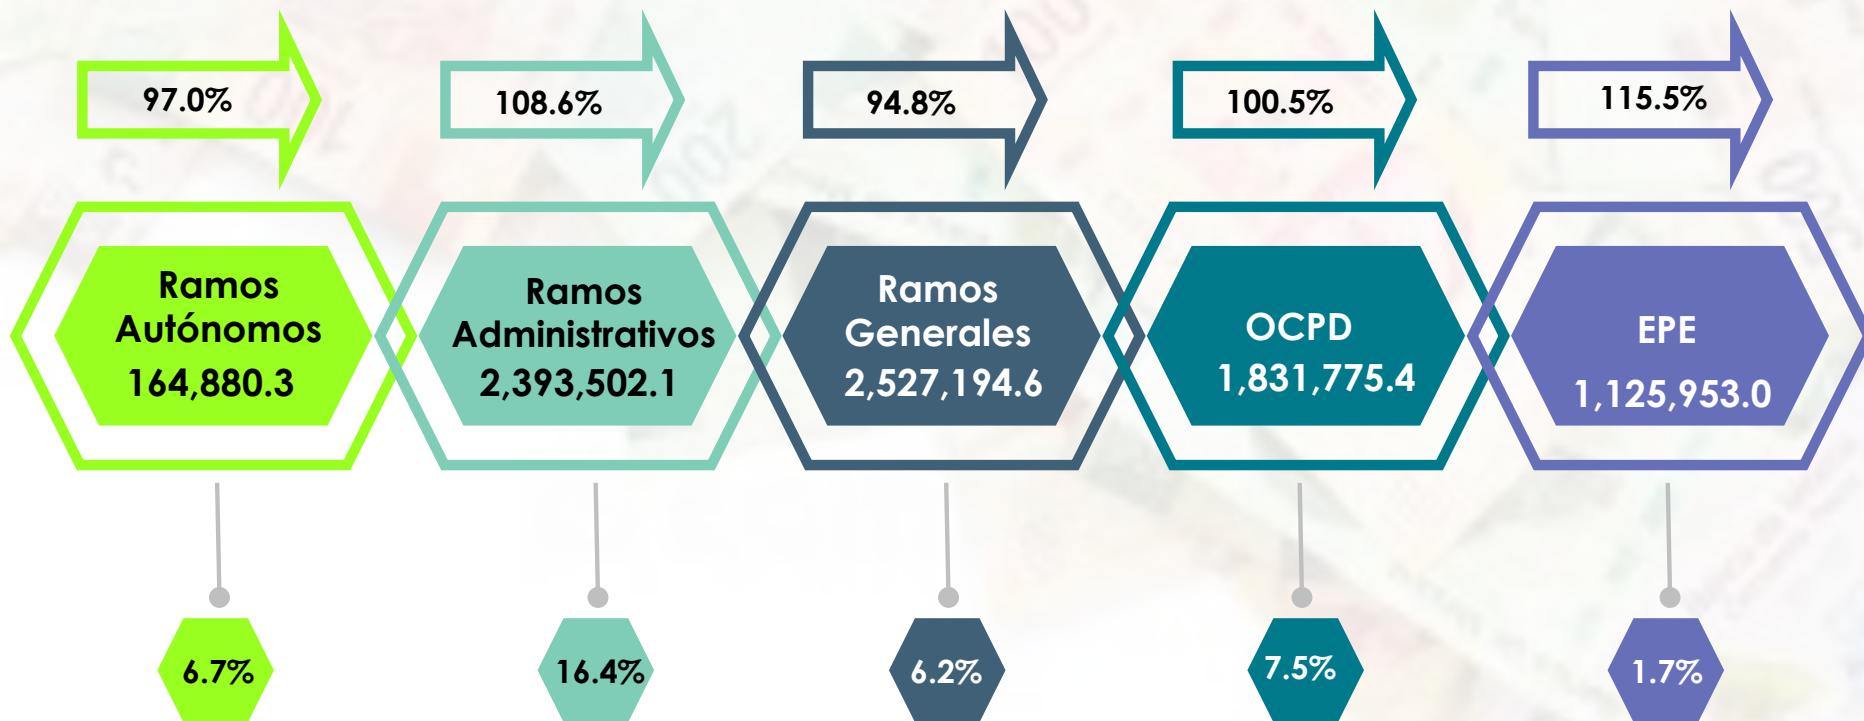 97.0%
108.6%
94.8%
100.5%
115.5%
Ramos
Autónomos
164,880.3
Ramos
Administrativos
2,393,502.1
Ramos
Generales
2,527,194.6
OCPD
1,831,775.4
EPE
1,125,953.0
6.7%
16.4%
6.2%
7.5%
1.7%